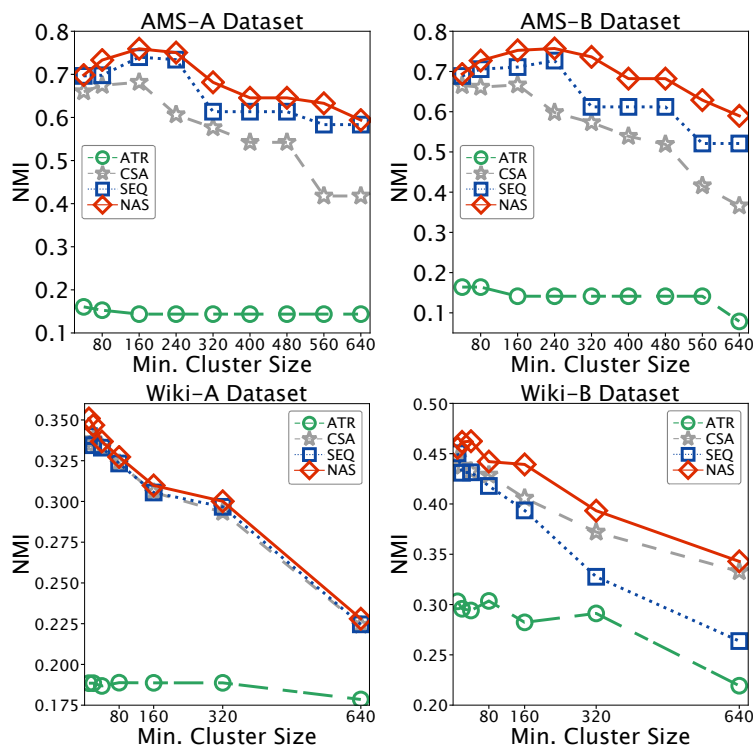 AMS-A Dataset
NMI
0.8
0.7
0.6
0.5
0.4
0.3
0.2
0.1
ATR
CSA
SEQ
NAS
80 160 240 320 400 480 560 640
Min. Cluster Size
AMS-B Dataset
NMI
0.8
0.7
0.6
0.5
0.4
0.3
0.2
0.1
ATR
CSA
SEQ
NAS
80 160 240 320 400 480 560 640
Min. Cluster Size
Wiki-A Dataset
NMI
0.350
0.325
0.300
0.275
0.250
0.225
0.200
0.175
ATR
CSA
SEQ
NAS
80 160 320 640
Min. Cluster Size
Wiki-B Dataset
NMI
0.50
0.45
0.40
0.35
0.30
0.25
0.20
ATR
CSA
SEQ
NAS
80 160 320 640
Min. Cluster Size